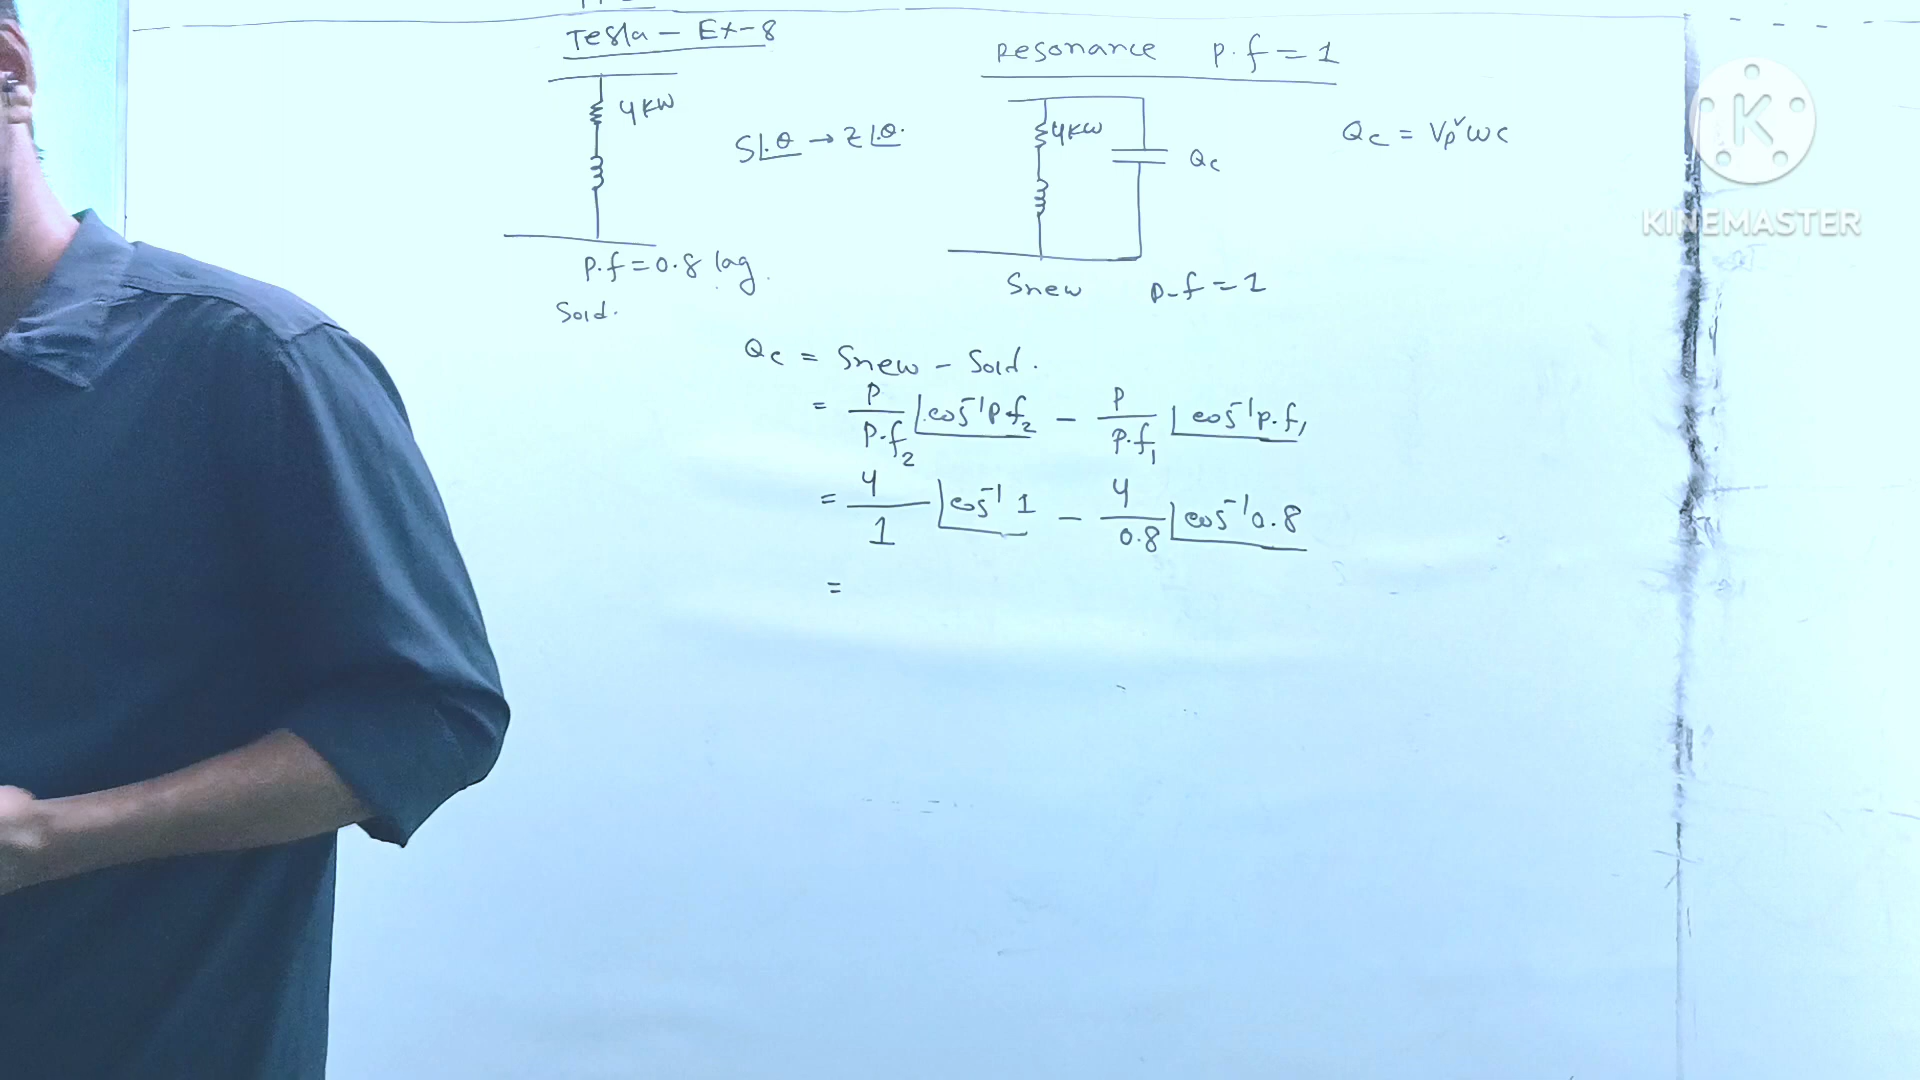 Tesla - Ex-8
4KW
S∠θ → Z∠θ
p.f = 0.8 lag.
Sold.
Resonance p.f = 1
4KW
Qc
Qc = Vp² ωc
Snew p.f = 1
Qc = Snew - Sold.
= P/P.f₂ ∠cos⁻¹p.f₂ - P/P.f₁ ∠cos⁻¹p.f₁
= 4/1 ∠cos⁻¹ 1 - 4/0.8 ∠cos⁻¹0.8
=
K
KINEMASTER